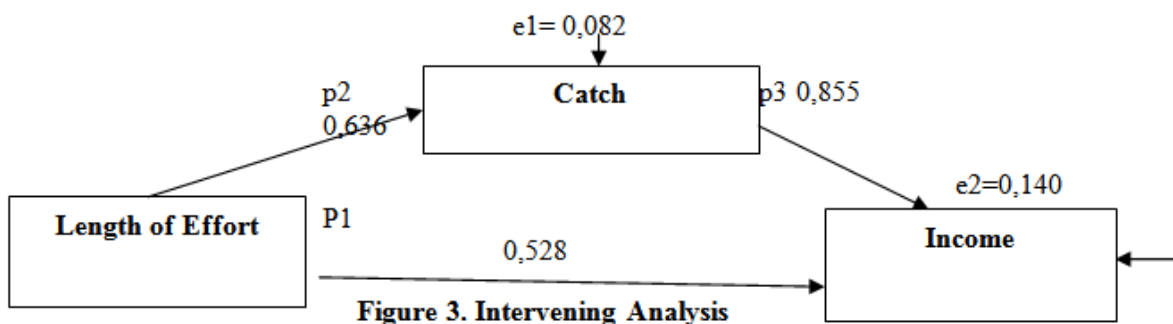 e1= 0,082
Catch
p2
0,636
p3 0,855
e2=0,140
Length of Effort
P1
0,528
Income
Figure 3. Intervening Analysis